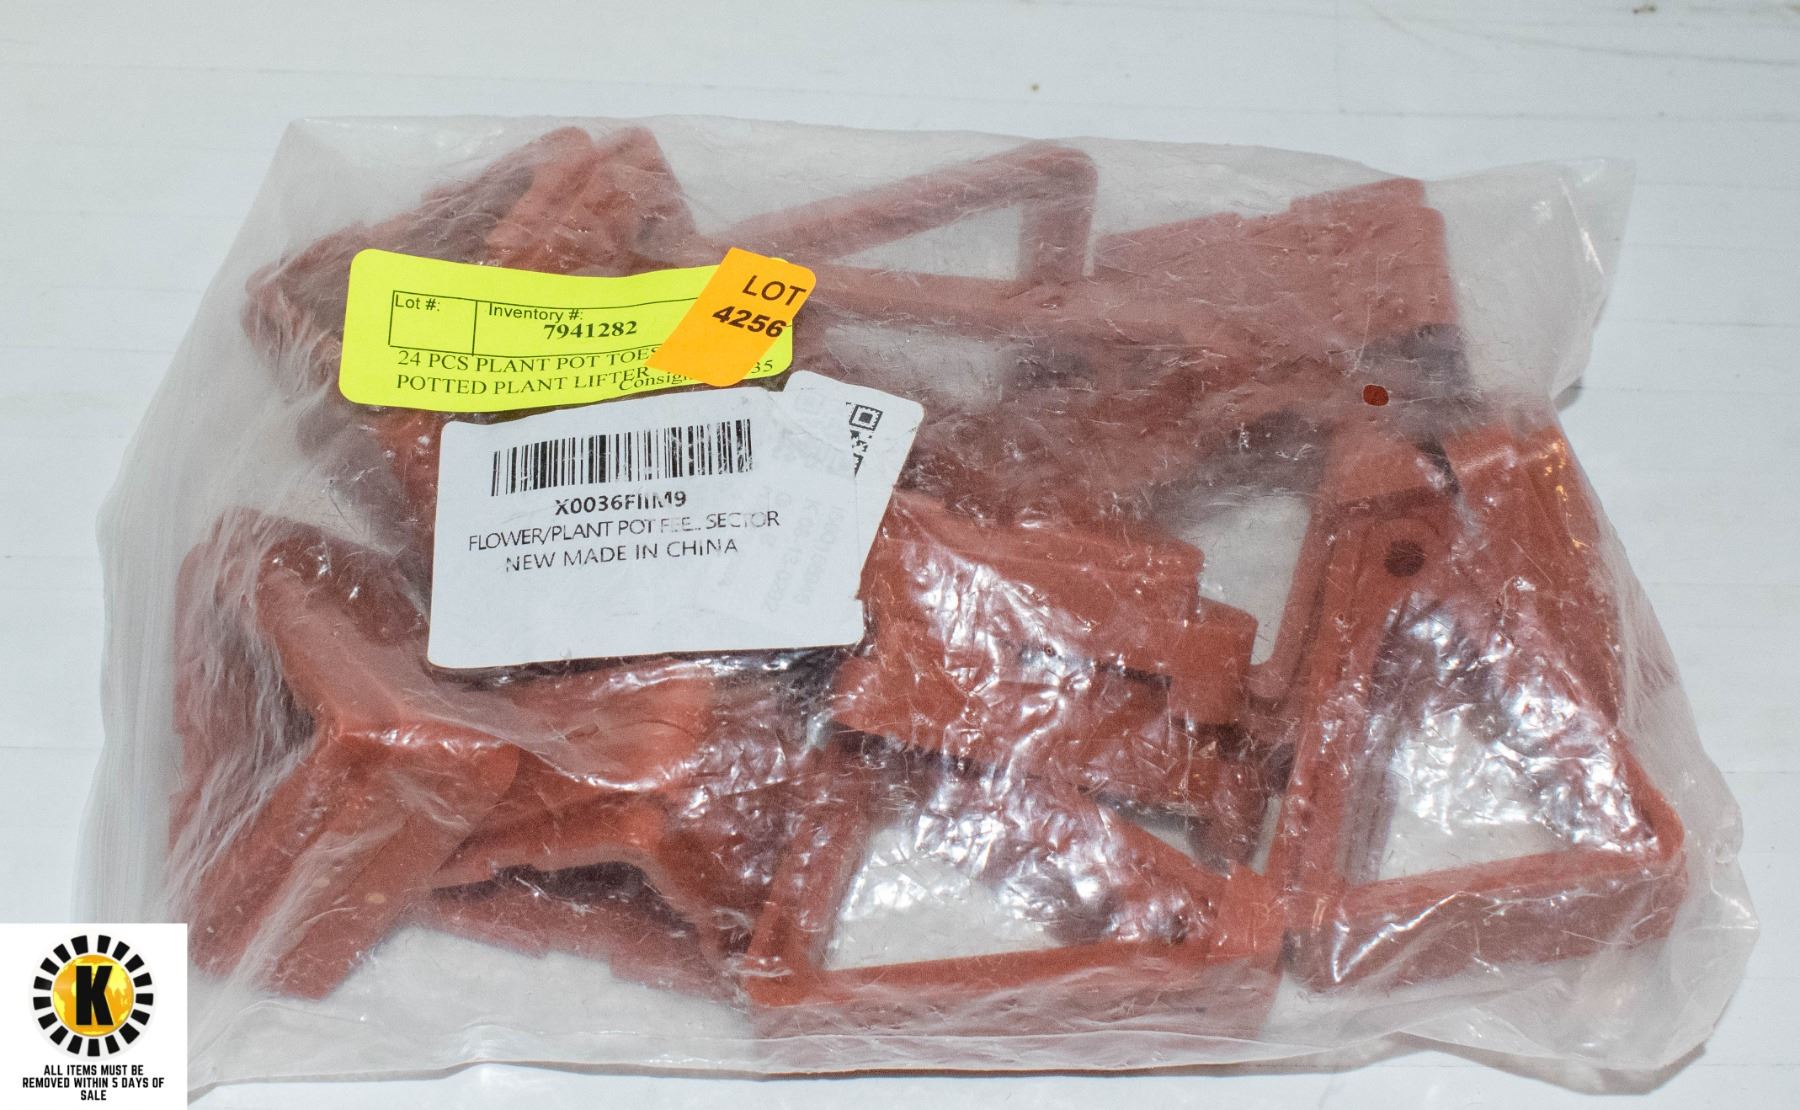 Lot #:
Inventory #:
7941282
LOT
4256
24 PCS PLANT POT TOES
POTTED PLANT LIFTER
35
X0036FIIM9
FLOWER/PLANT POT FEE.. SECTOR
NEW MADE IN CHINA
K
ALL ITEMS MUST BE
REMOVED WITHIN 5 DAYS OF
SALE